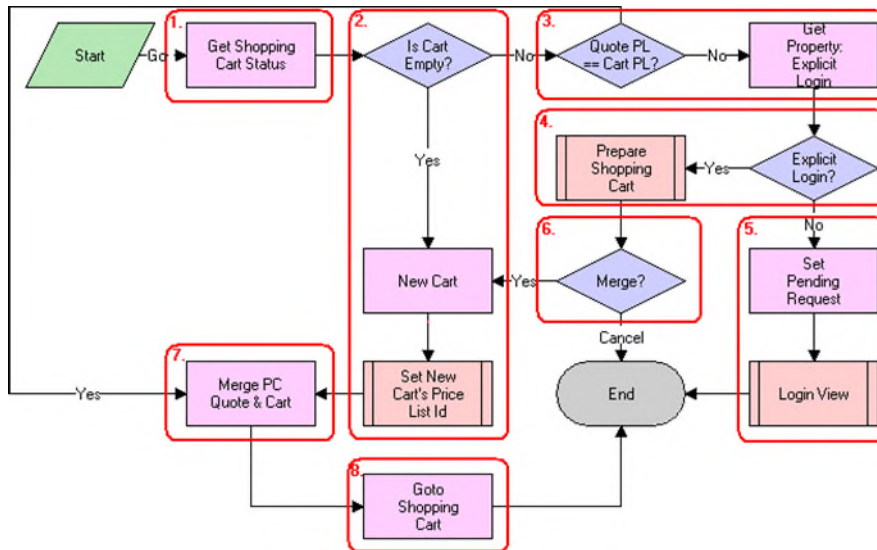 1.
2.
3.
Start
Go
Get Shopping
Cart Status
Is Cart
Empty?
No
Quote PL
== Cart PL?
No
Get
Property:
Explicit
Login
4.
Yes
Prepare
Shopping
Cart
Yes
Explicit
Login?
6.
No
5.
New Cart
Yes
Merge?
Set
Pending
Request
Cancel
7.
Yes
Merge PC
Quote & Cart
Set New
Cart's Price
List Id
End
Login View
8.
Goto
Shopping
Cart